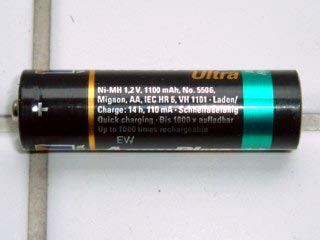 Ultra
+
Ni-MH 1,2 V, 1100 mAh, No. 5506,
Mignon, AA, IEC HR 6, VH 1101 · Laden/
Charge: 14 h, 110 mA · Schnelladefähig
Quick charging · Bis 1000 x aufladbar
Up to 1000 times rechargeable
EW